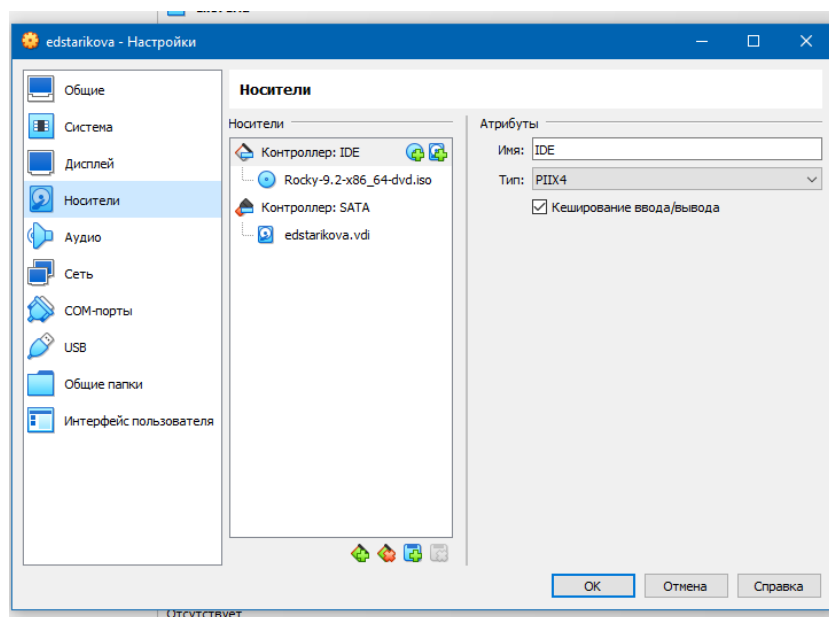 edstarikova - Настройки
Общие
Система
Дисплей
Носители
Аудио
Сеть
COM-порты
USB
Общие папки
Интерфейс пользователя
Носители
Носители
Контроллер: IDE
Rocky-9.2-x86_64-dvd.iso
Контроллер: SATA
edstarikova.vdi
Атрибуты
Имя: IDE
Тип: PIIX4
Кеширование ввода/вывода
OK Отмена Справка
Отсутствует